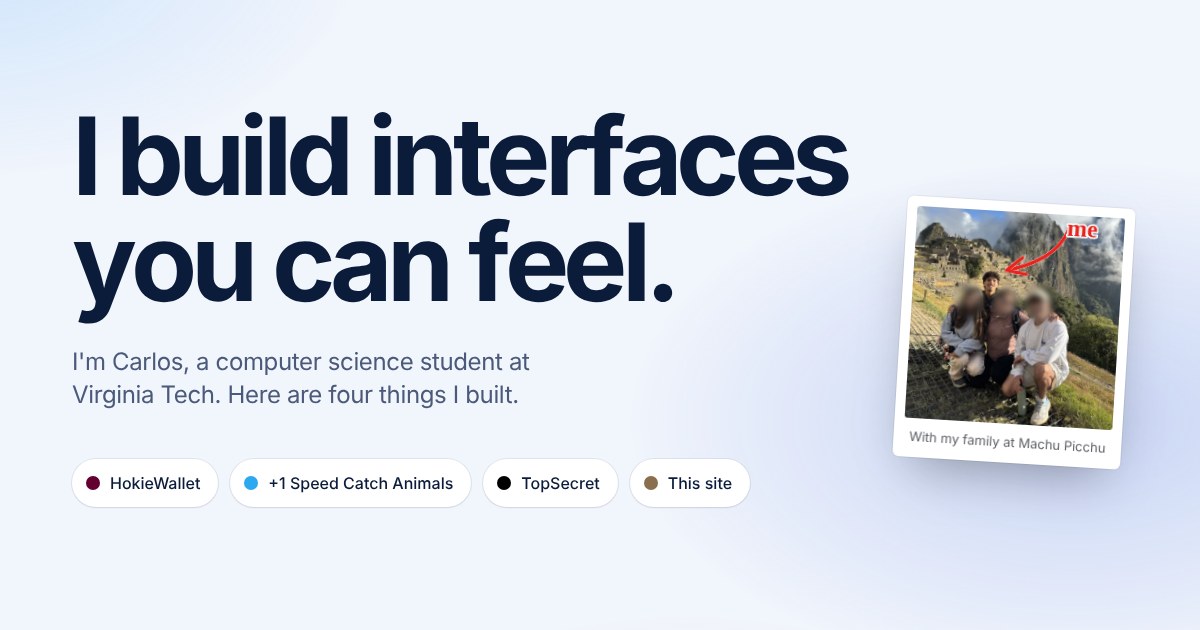 I build interfaces
you can feel.
I'm Carlos, a computer science student at
Virginia Tech. Here are four things I built.
HokieWallet
+1 Speed Catch Animals
TopSecret
This site
me
With my family at Machu Picchu